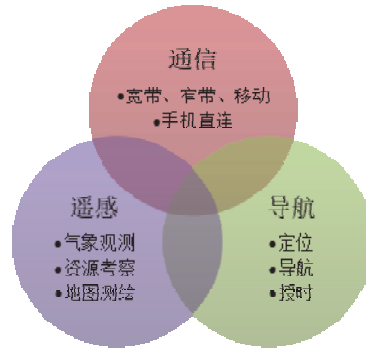 通信
•宽带、窄带、移动
•手机直连
遥感
•气象观测
•资源考察
•地图测绘
导航
•定位
•导航
•授时